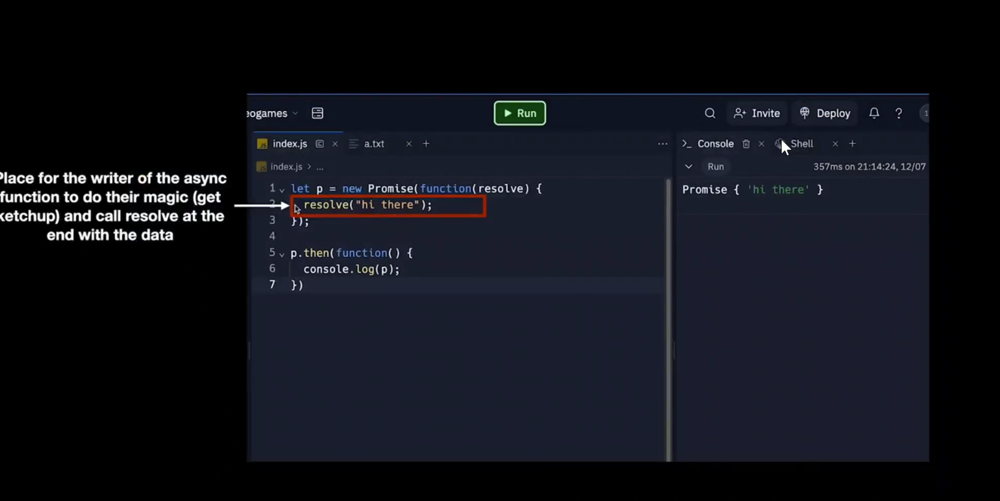 eogames
Run
Invite
Deploy
?
1
index.js
a.txt
Console
Shell
index.js > ...
Run
357ms on 21:14:24, 12/07
Place for the writer of the async
function to do their magic (get
ketchup) and call resolve at the
end with the data
1 let p = new Promise(function(resolve) {
2 resolve("hi there");
3 });
4
5 p.then(function() {
6 console.log(p);
7 })
Promise { 'hi there' }